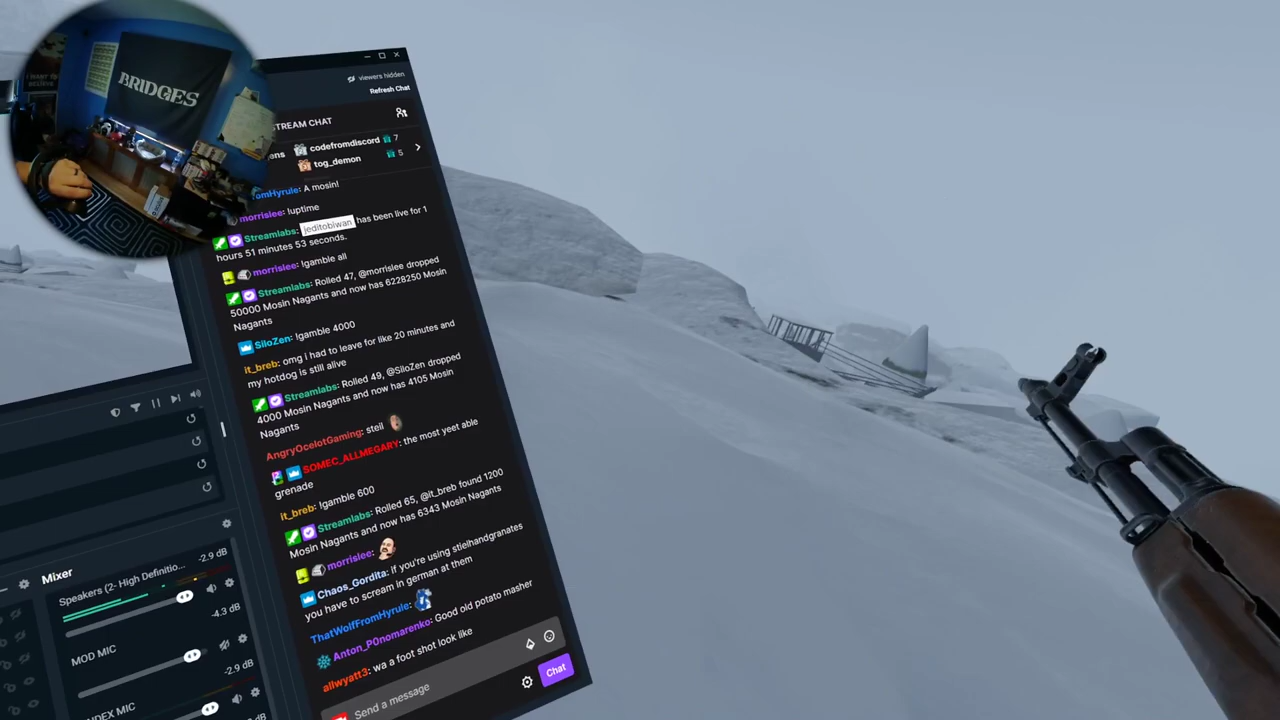 BRIDGES
viewers hidden
Refresh Chat
STREAM CHAT
codefromdiscord 7
tog_demon 5
omHyrule: A mosin!
morrislee: !uptime
Streamlabs: jeditobiwan has been live for 1
hours 51 minutes 53 seconds.
morrislee: !gamble all
Streamlabs: Rolled 47, @morrislee dropped
50000 Mosin Nagants and now has 6228250 Mosin
Nagants
SiloZen: !gamble 4000
it_breb: omg i had to leave for like 20 minutes and
my hotdog is still alive
Streamlabs: Rolled 49, @SiloZen dropped
4000 Mosin Nagants and now has 4105 Mosin
Nagants
AngryOcelotGaming: stell
SOMEC_ALLMEGARY: the most yeet able
grenade
it_breb: !gamble 600
Streamlabs: Rolled 65, @it_breb found 1200
Mosin Nagants and now has 6343 Mosin Nagants
morrislee:
Chaos_Gordita: If you're using stielhandgranates
you have to scream in german at them
ThatWolfFromHyrule:
Anton_P0nomarenko: Good old potato masher
allwyatt3: wa a foot shot look like
Send a message
Chat
Mixer
Speakers (2- High Definitio... -2.9 dB
MOD MIC -4.3 dB
NDEX MIC -2.9 dB